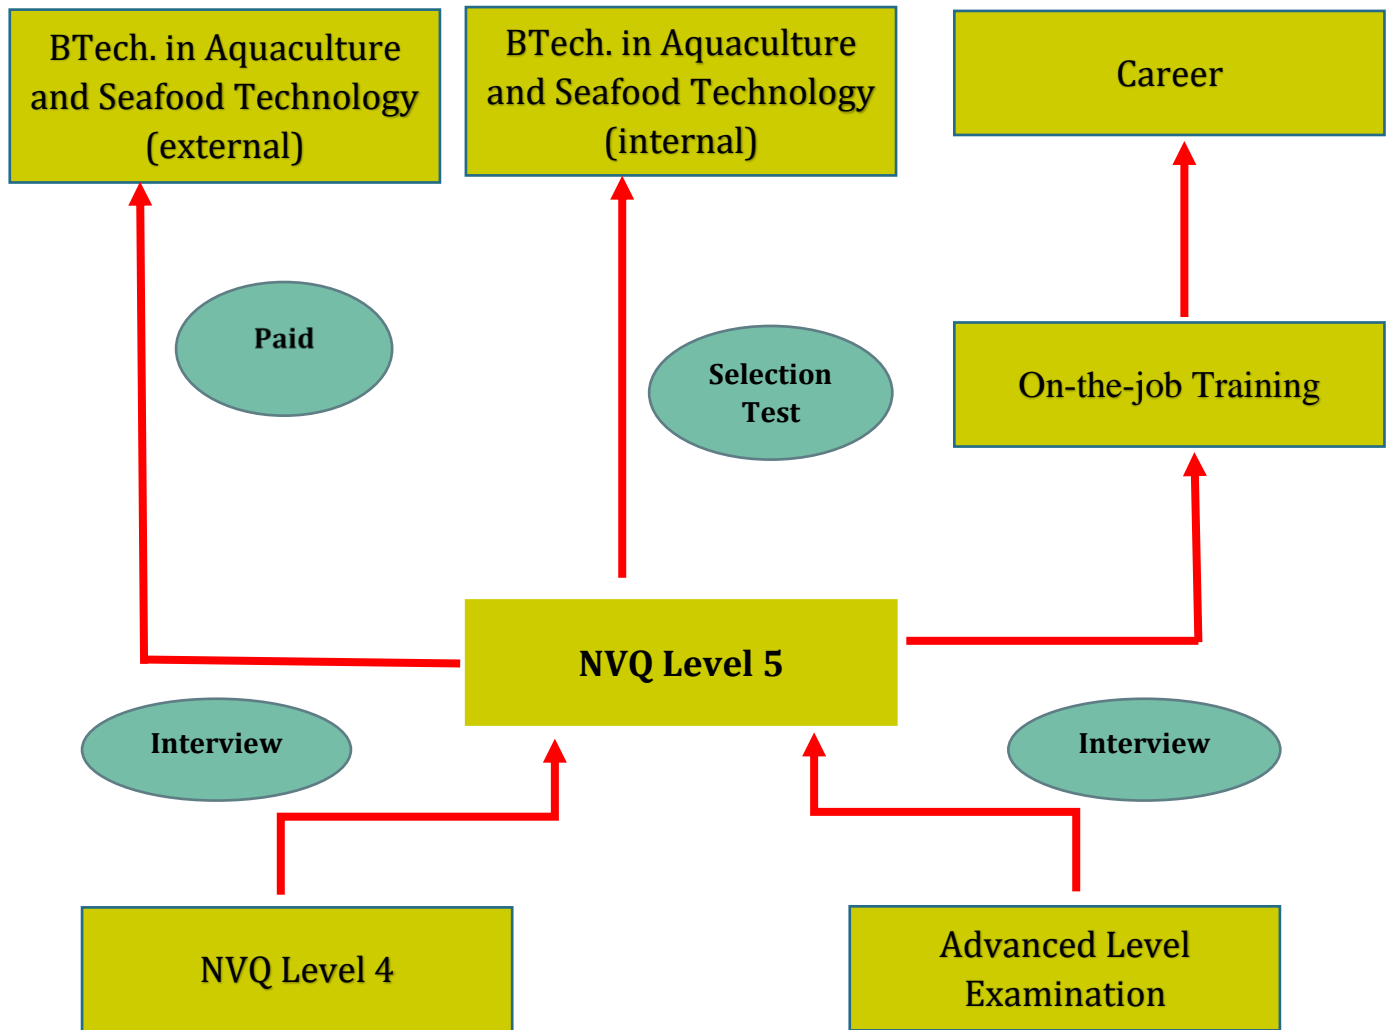 BTech. in Aquaculture
and Seafood Technology
(external)
BTech. in Aquaculture
and Seafood Technology
(internal)
Career
Paid
Selection
Test
On-the-job Training
NVQ Level 5
Interview
Interview
NVQ Level 4
Advanced Level
Examination